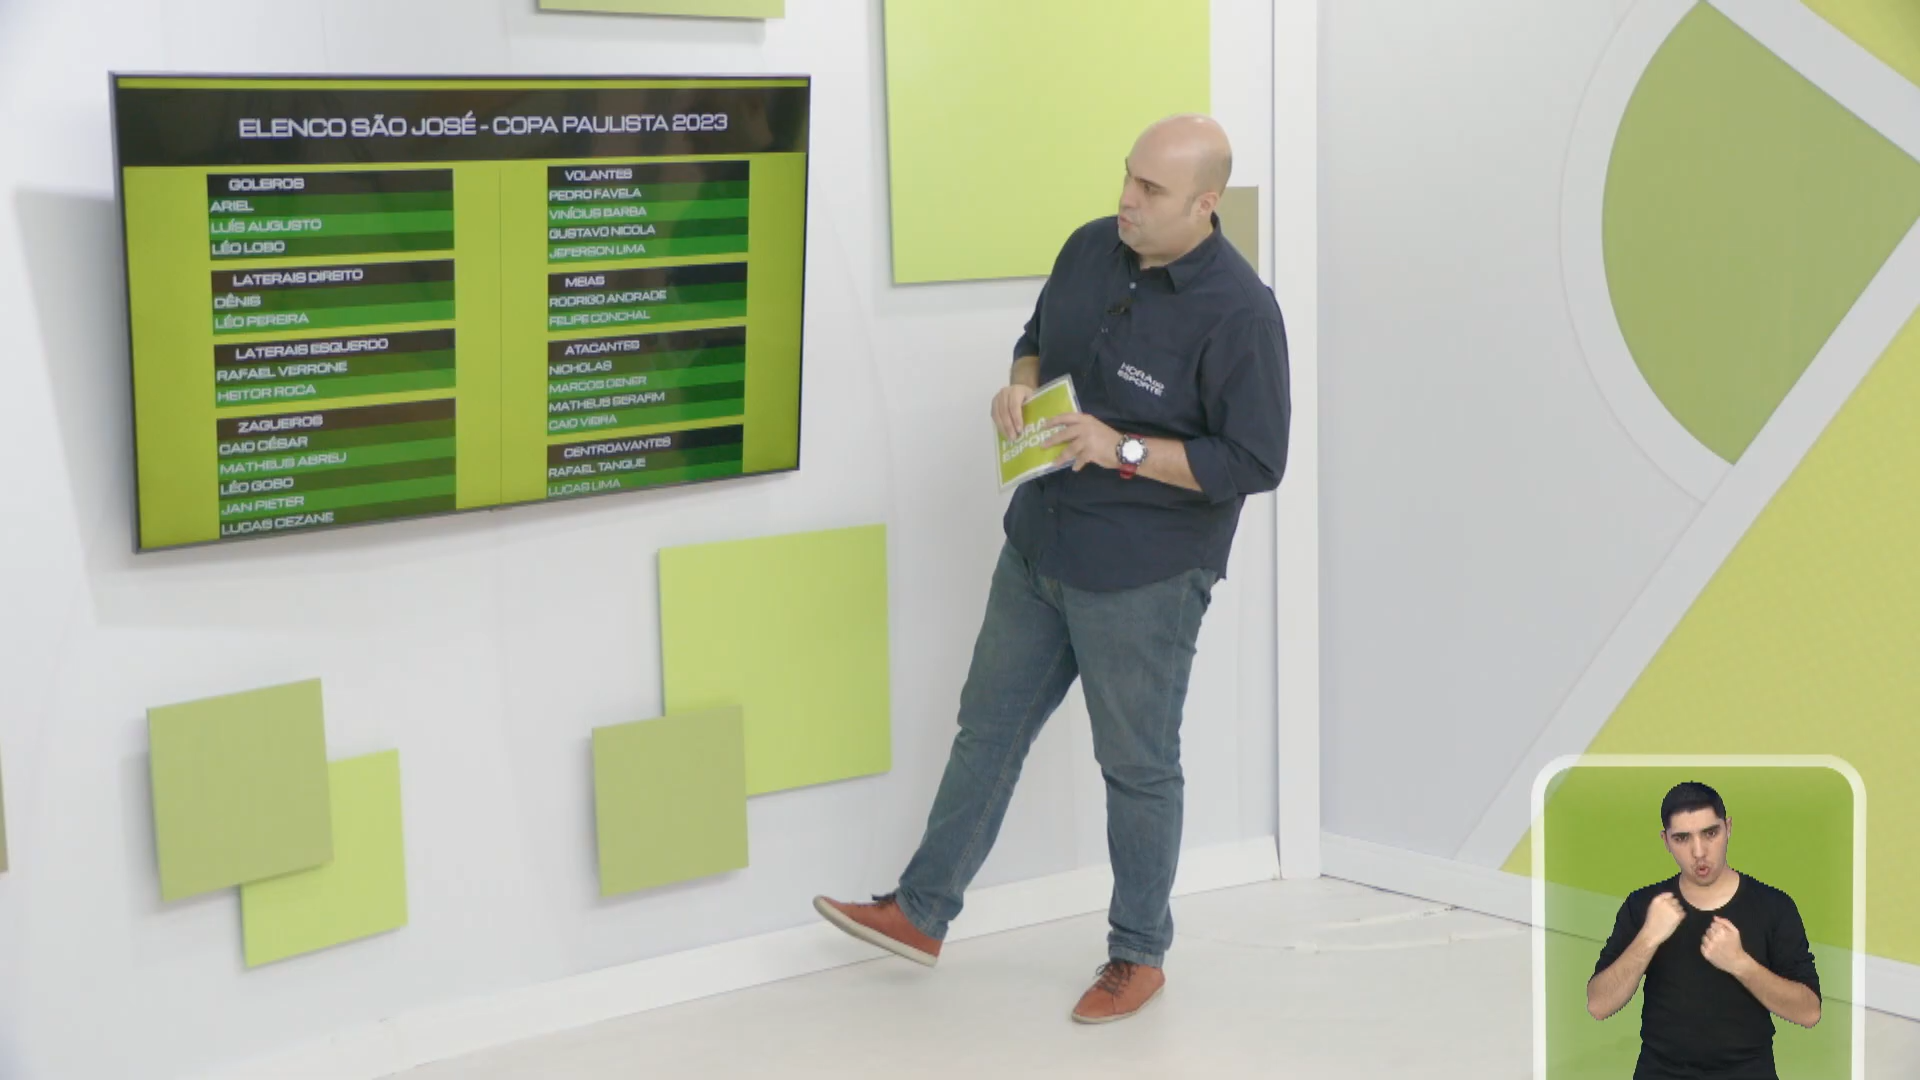 ELENCO SÃO JOSÉ - COPA PAULISTA 2023
GOLEIROS
ARIEL
LUÍS AUGUSTO
LÉO LOBO
LATERAIS DIREITO
DÊNIS
LÉO PEREIRA
LATERAIS ESQUERDO
RAFAEL VERRONE
HEITOR ROCA
ZAGUEIROS
CAIO CÉSAR
MATHEUS ABREU
LÉO GOBO
JAN PIETER
LUCAS CEZANE
VOLANTES
PEDRO FAVELA
VINÍCIUS BARBA
GUSTAVO NICOLA
JEFERSON LIMA
MEIAS
RODRIGO ANDRADE
FELIPE CONCHAL
ATACANTES
NICHOLAS
MARCOS DENER
MATHEUS SERAFIM
CAIO VIEIRA
CENTROAVANTES
RAFAEL TANQUE
LUCAS LIMA
HORA DO
ESPORTE
HORA
ESPORT